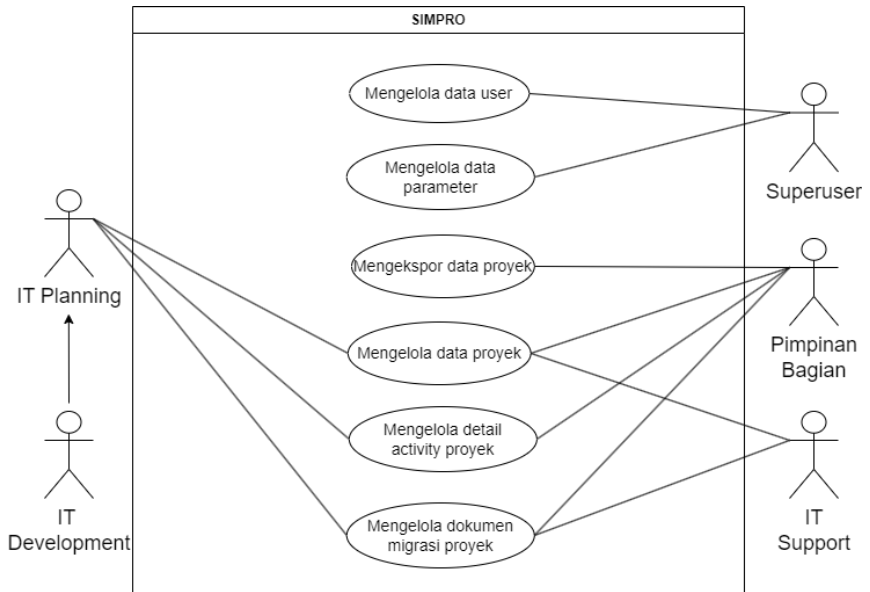 SIMPRO
Mengelola data user
Mengelola data
parameter
Superuser
Mengekspor data proyek
IT Planning
Mengelola data proyek
Pimpinan
Bagian
Mengelola detail
activity proyek
IT
Development
Mengelola dokumen
migrasi proyek
IT
Support